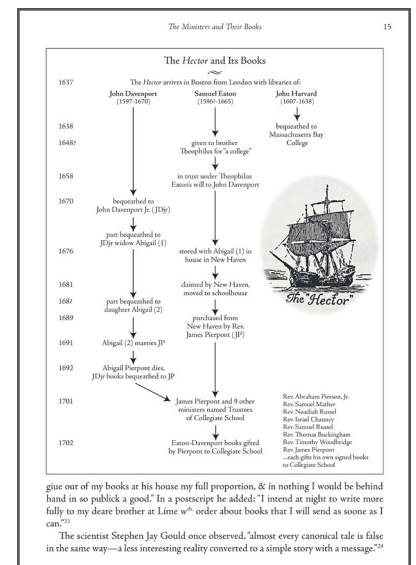 The Ministers and Their Books 15
The Hector and Its Books
1637 The Hector arrives in Boston from London with libraries of:
John Davenport Samuel Eaton John Harvard
(1597-1670) (1596?-1665) (1607-1638)
1638 bequeathed to
Massachusetts Bay
College
1648? given to brother
Theophilus for "a college"
1658 in trust under Theophilus
Eaton's will to John Davenport
1670 bequeathed to
John Davenport Jr. (JDjr)
part bequeathed to
JDjr widow Abigail (1)
1676 stored with Abigail (1) in
house in New Haven
The "Hector"
1681 claimed by New Haven,
moved to schoolhouse
168? part bequeathed to
daughter Abigail (2)
1689 purchased from
New Haven by Rev.
James Pierpont (JP)
1691 Abigail (2) marries JP
1692 Abigail Pierpont dies,
JDjr books bequeathed to JP
1701 James Pierpont and 9 other
ministers named Trustees
of Collegiate School
1702 Eaton-Davenport books gifted
by Pierpont to Collegiate School
Rev. Abraham Pierson, Jr.
Rev. Samuel Mather
Rev. Noadiah Russel
Rev. Israel Chauncy
Rev. Samuel Russel
Rev. Thomas Buckingham
Rev. Timothy Woodbridge
Rev. James Pierpont
...each gifts his own signed books
to Collegiate School
giue out of my books at his house my full proportion, & in nothing I would be behind
hand in so publick a good." In a postscript he added: "I intend at night to write more
fully to my deare brother at Lime wth. order about books that I will send as soone as I
can."23
The scientist Stephen Jay Gould once observed, "almost every canonical tale is false
in the same way—a less interesting reality converted to a simple story with a message."24